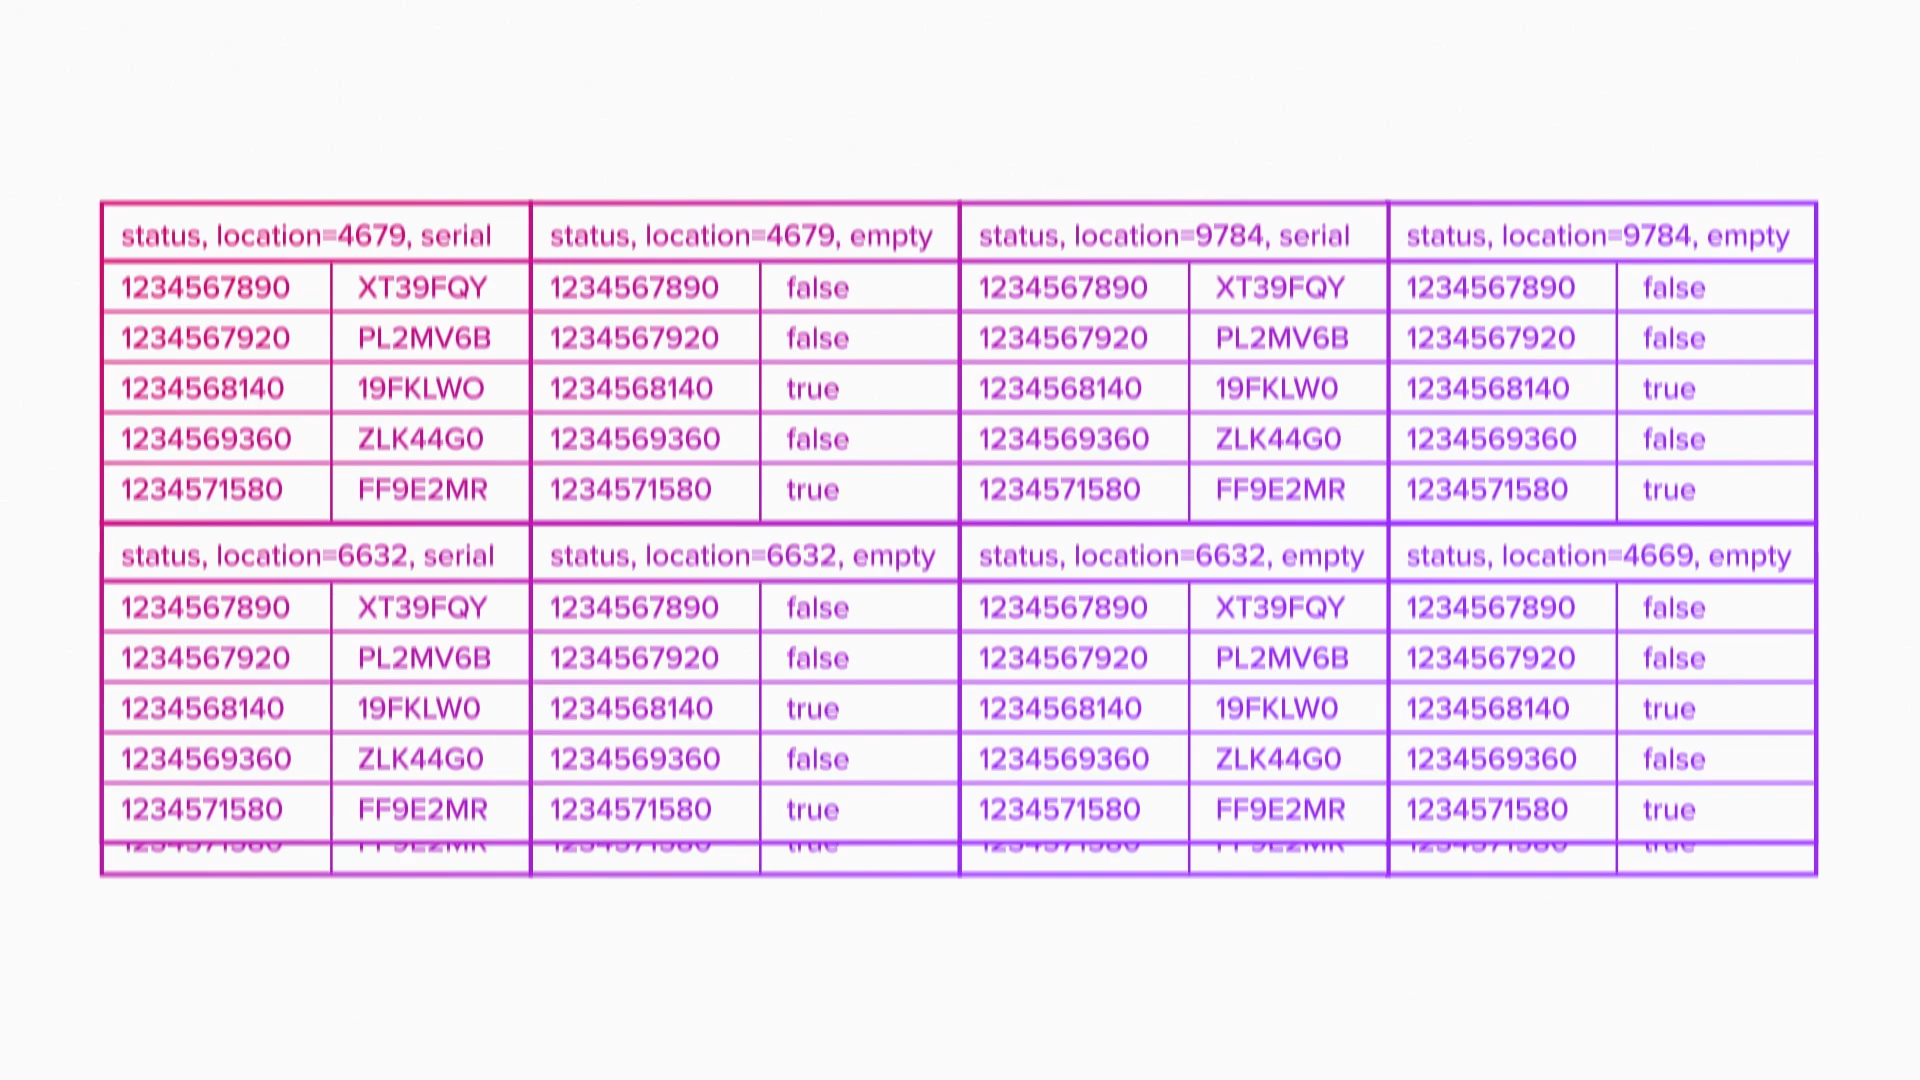 status, location=4679, serial status, location=4679, empty status, location=9784, serial status, location=9784, empty
1234567890 XT39FQY 1234567890 false 1234567890 XT39FQY 1234567890 false
1234567920 PL2MV6B 1234567920 false 1234567920 PL2MV6B 1234567920 false
1234568140 19FKLWO 1234568140 true 1234568140 19FKLW0 1234568140 true
1234569360 ZLK44G0 1234569360 false 1234569360 ZLK44G0 1234569360 false
1234571580 FF9E2MR 1234571580 true 1234571580 FF9E2MR 1234571580 true
status, location=6632, serial status, location=6632, empty status, location=6632, empty status, location=4669, empty
1234567890 XT39FQY 1234567890 false 1234567890 XT39FQY 1234567890 false
1234567920 PL2MV6B 1234567920 false 1234567920 PL2MV6B 1234567920 false
1234568140 19FKLW0 1234568140 true 1234568140 19FKLW0 1234568140 true
1234569360 ZLK44G0 1234569360 false 1234569360 ZLK44G0 1234569360 false
1234571580 FF9E2MR 1234571580 true 1234571580 FF9E2MR 1234571580 true